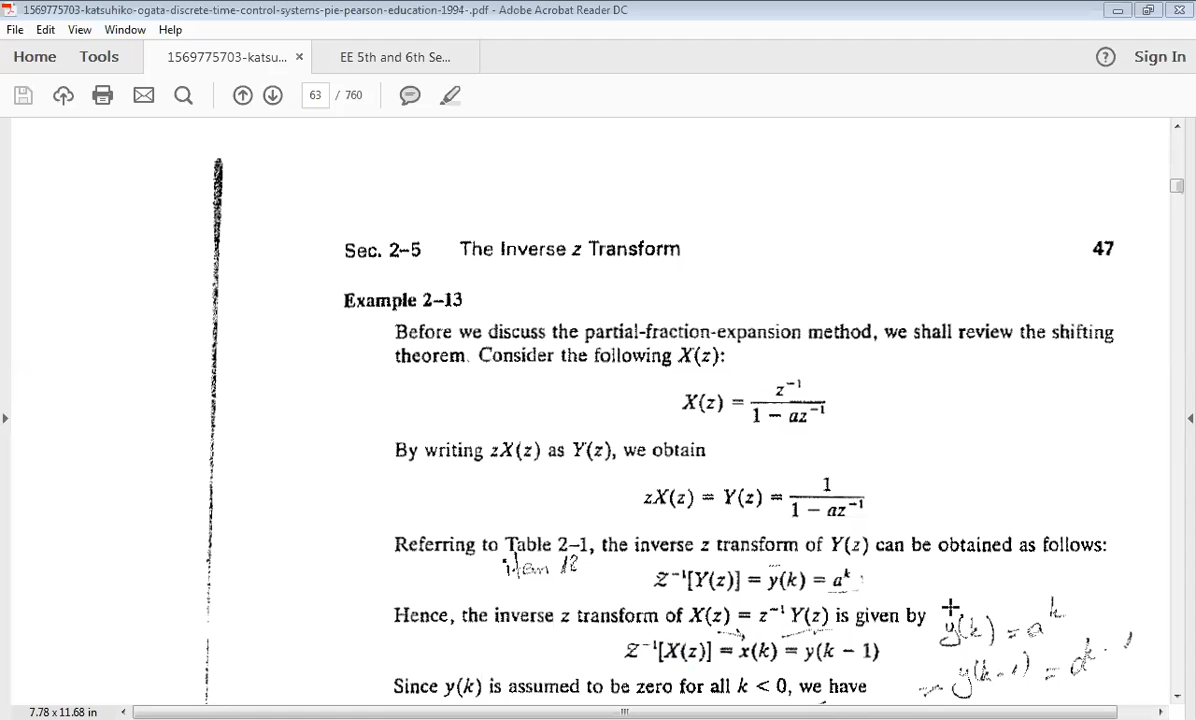 1569775703-katsuhiko-ogata-discrete-time-control-systems-pie-pearson-education-1994-.pdf - Adobe Acrobat Reader DC
File Edit View Window Help
Home Tools 1569775703-katsu... × EE 5th and 6th Se... ? Sign In
63 / 760
Sec. 2–5 The Inverse z Transform 47
Example 2–13
Before we discuss the partial-fraction-expansion method, we shall review the shifting
theorem. Consider the following X(z):
X(z) = z⁻¹ / (1 − az⁻¹)
By writing zX(z) as Y(z), we obtain
zX(z) = Y(z) = 1 / (1 − az⁻¹)
Referring to Table 2–1, the inverse z transform of Y(z) can be obtained as follows:
item 18
Z⁻¹[Y(z)] = y(k) = aᵏ
Hence, the inverse z transform of X(z) = z⁻¹ Y(z) is given by
y(k) = aᵏ
Z⁻¹[X(z)] = x(k) = y(k − 1)
y(k-1) = aᵏ⁻¹
Since y(k) is assumed to be zero for all k < 0, we have
7.78 x 11.68 in